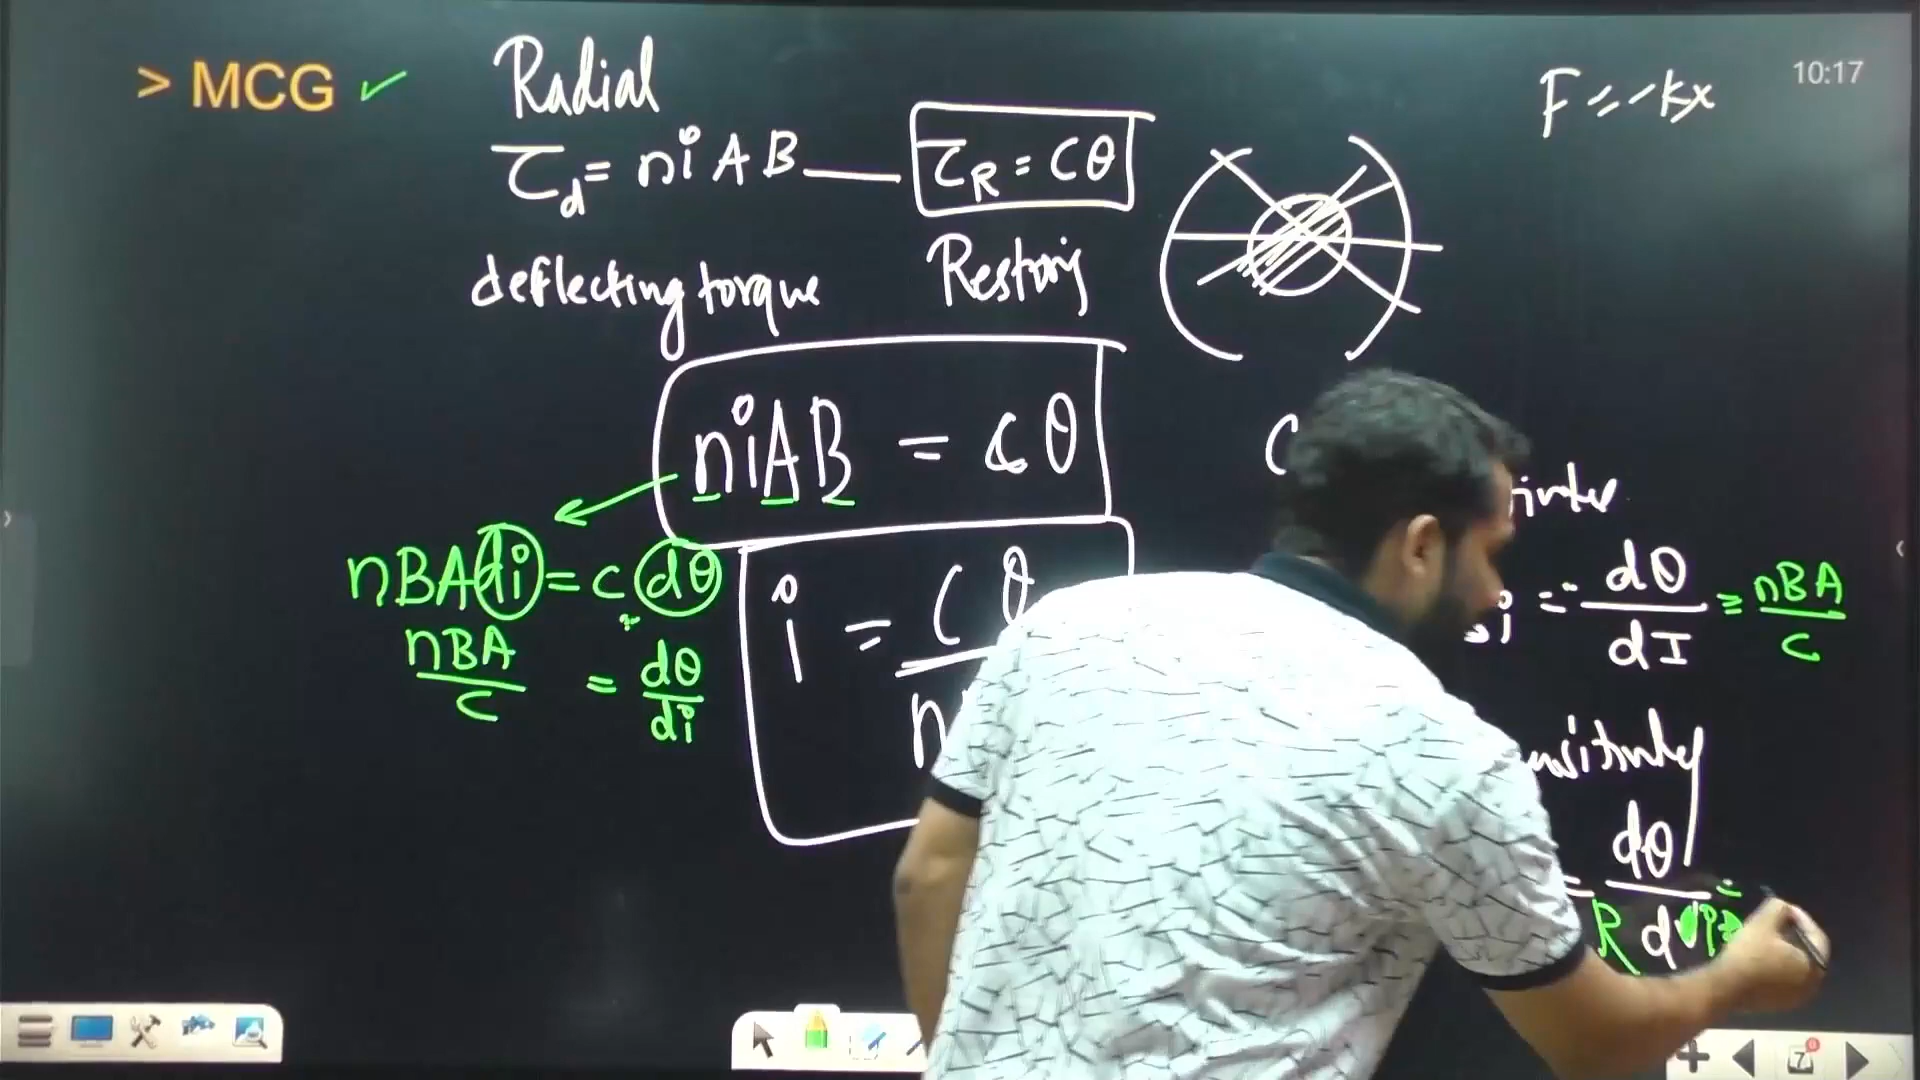 > MCG ✓
Radial
F = -kx
10:17
τd = niAB
τR = Cθ
deflecting torque
niAB = cθ
C
nBA di = c dθ
i = Cθ
n
nBA/C = dθ/di
i = dθ/dI = nBA/C
= dθ
R d